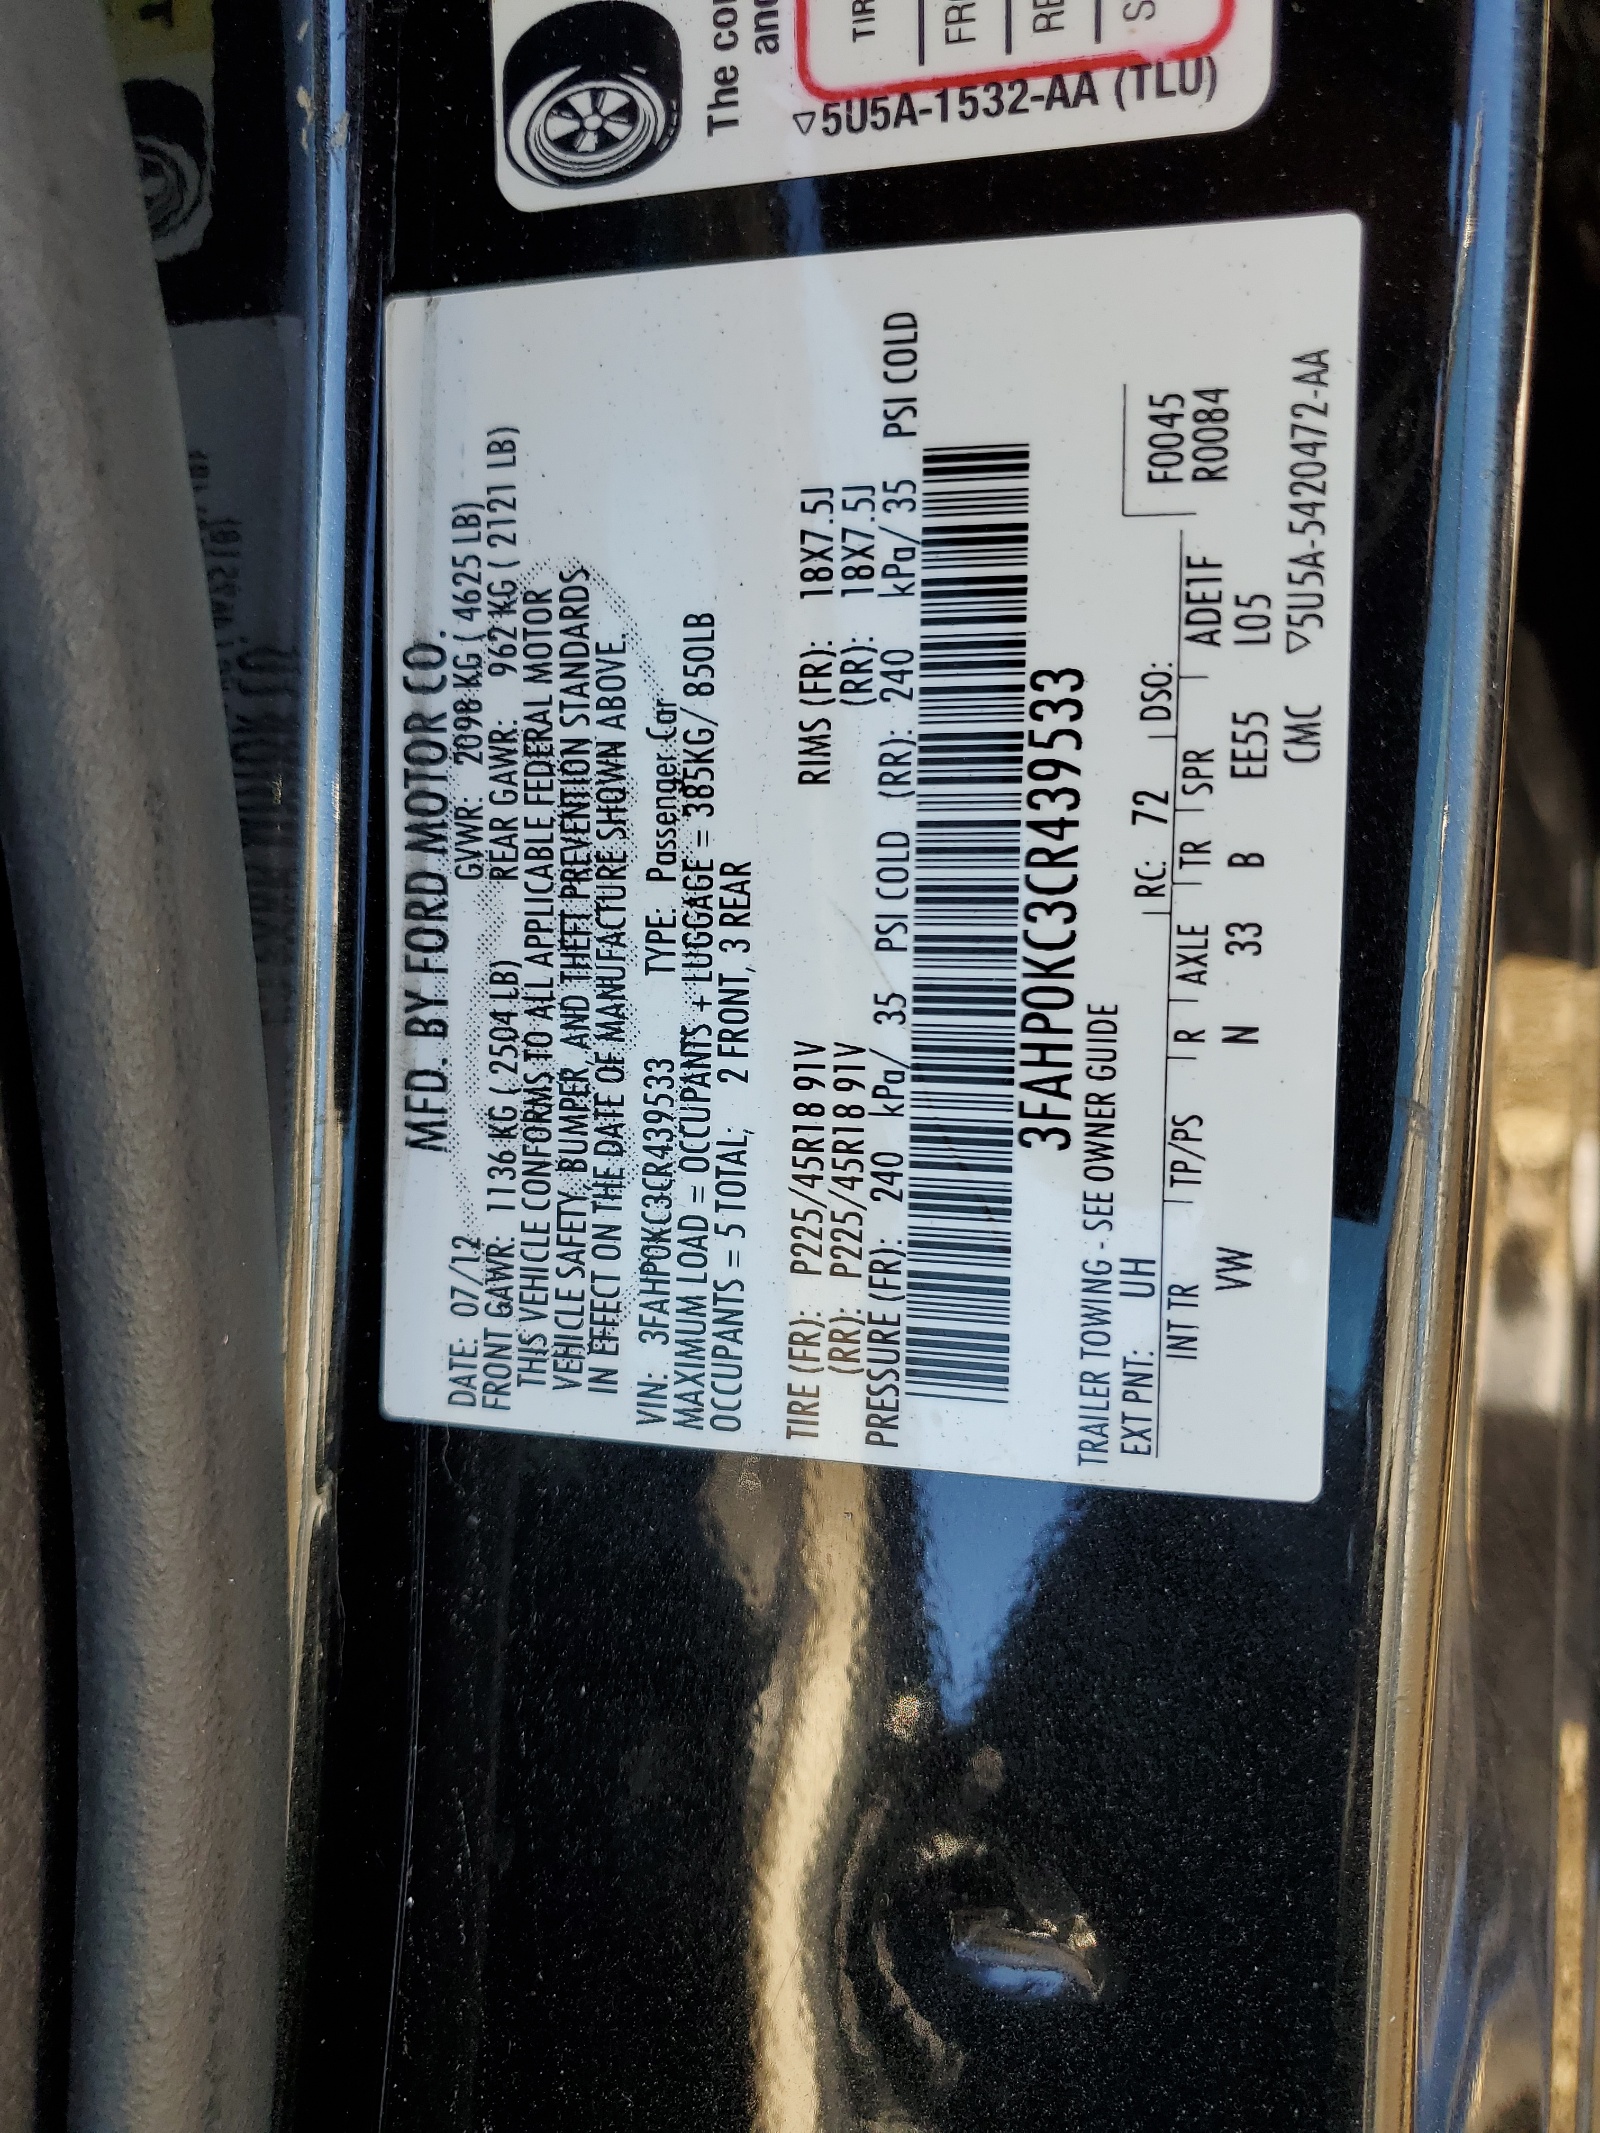 MFD. BY FORD MOTOR CO.
DATE: 07/12 GVWR: 2098 KG ( 4625 LB)
FRONT GAWR: 1136 KG ( 2504 LB) REAR GAWR: 962 KG ( 2121 LB)
THIS VEHICLE CONFORMS TO ALL APPLICABLE FEDERAL MOTOR
VEHICLE SAFETY, BUMPER, AND THEFT PREVENTION STANDARDS
IN EFFECT ON THE DATE OF MANUFACTURE SHOWN ABOVE.
VIN: 3FAHP0KC3CR439533 TYPE: Passenger Car
MAXIMUM LOAD = OCCUPANTS + LUGGAGE = 385KG/ 850LB
OCCUPANTS = 5 TOTAL; 2 FRONT, 3 REAR
TIRE (FR): P225/45R18 91V RIMS (FR): 18X7.5J
(RR): P225/45R18 91V (RR): 18X7.5J
PRESSURE (FR): 240 kPa/ 35 PSI COLD (RR): 240 kPa/ 35 PSI COLD
3FAHP0KC3CR439533
TRAILER TOWING - SEE OWNER GUIDE
EXT PNT: UH RC: 72 DSO: F0045
R0084
INT TR TP/PS R AXLE TR SPR ADE1F
VW N 33 B EE55 L05
CMC ▽5U5A-5420472-AA
The
TIR
▽5U5A-1532-AA (TLU)